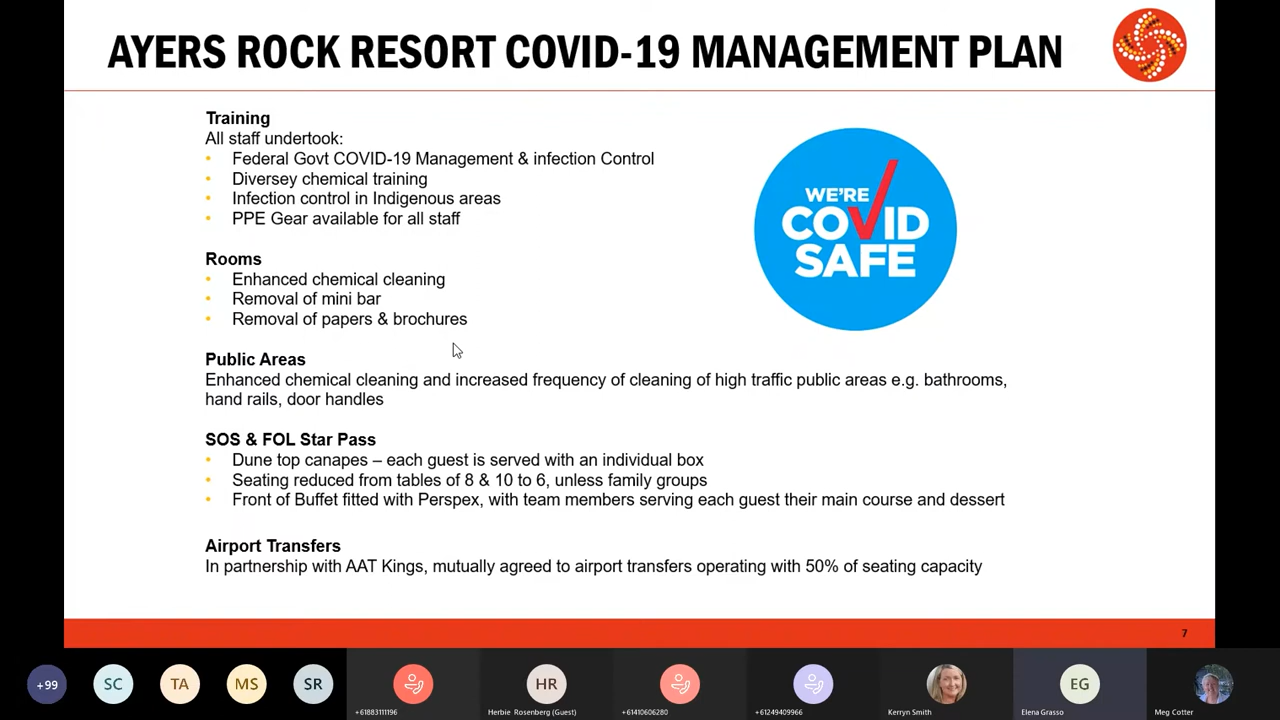 AYERS ROCK RESORT COVID-19 MANAGEMENT PLAN
Training
All staff undertook:
• Federal Govt COVID-19 Management & infection Control
• Diversey chemical training
• Infection control in Indigenous areas
• PPE Gear available for all staff
WE'RE
COVID
SAFE
Rooms
• Enhanced chemical cleaning
• Removal of mini bar
• Removal of papers & brochures
Public Areas
Enhanced chemical cleaning and increased frequency of cleaning of high traffic public areas e.g. bathrooms,
hand rails, door handles
SOS & FOL Star Pass
• Dune top canapes – each guest is served with an individual box
• Seating reduced from tables of 8 & 10 to 6, unless family groups
• Front of Buffet fitted with Perspex, with team members serving each guest their main course and dessert
Airport Transfers
In partnership with AAT Kings, mutually agreed to airport transfers operating with 50% of seating capacity
7
+99 SC TA MS SR HR EG
+61883111196 Herbie Rosenberg (Guest) +61410606280 +61249409966 Kerryn Smith Elena Grasso Meg Cotter